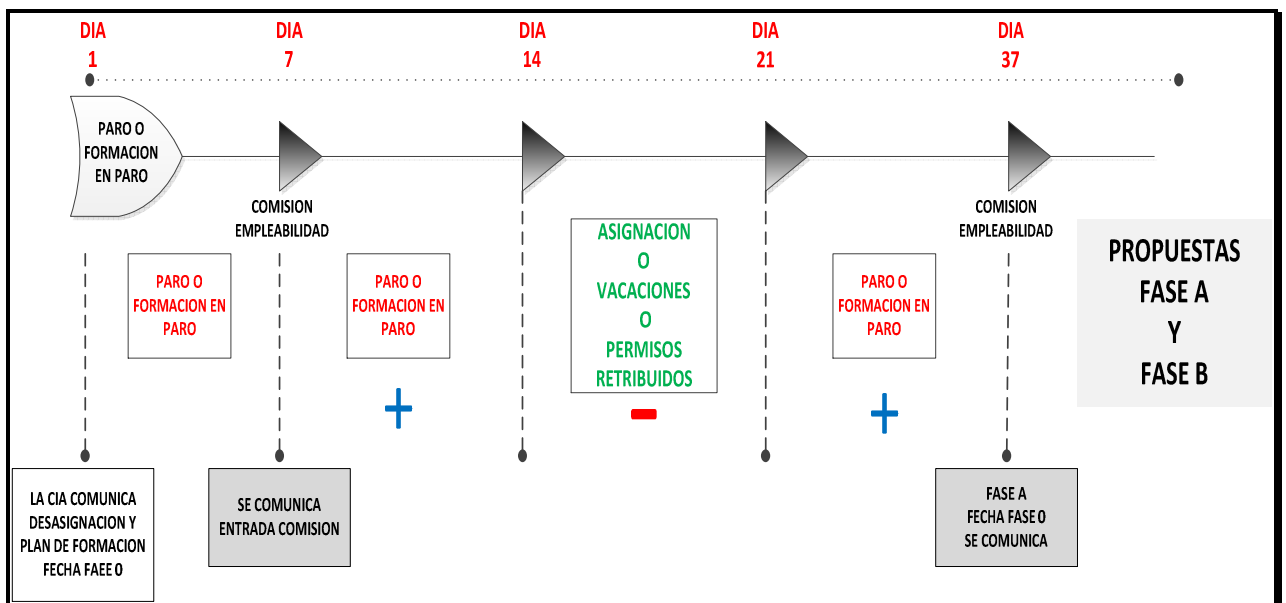 DIA
1
DIA
7
DIA
14
DIA
21
DIA
37
PARO O
FORMACION
EN PARO
COMISION
EMPLEABILIDAD
COMISION
EMPLEABILIDAD
PARO O
FORMACION EN
PARO
PARO O
FORMACION EN
PARO
ASIGNACION
O
VACACIONES
O
PERMISOS
RETRIBUIDOS
PARO O
FORMACION EN
PARO
PROPUESTAS
FASE A
Y
FASE B
+
-
+
LA CIA COMUNICA
DESASIGNACION Y
PLAN DE FORMACION
FECHA FAEE 0
SE COMUNICA
ENTRADA COMISION
FASE A
FECHA FASE 0
SE COMUNICA